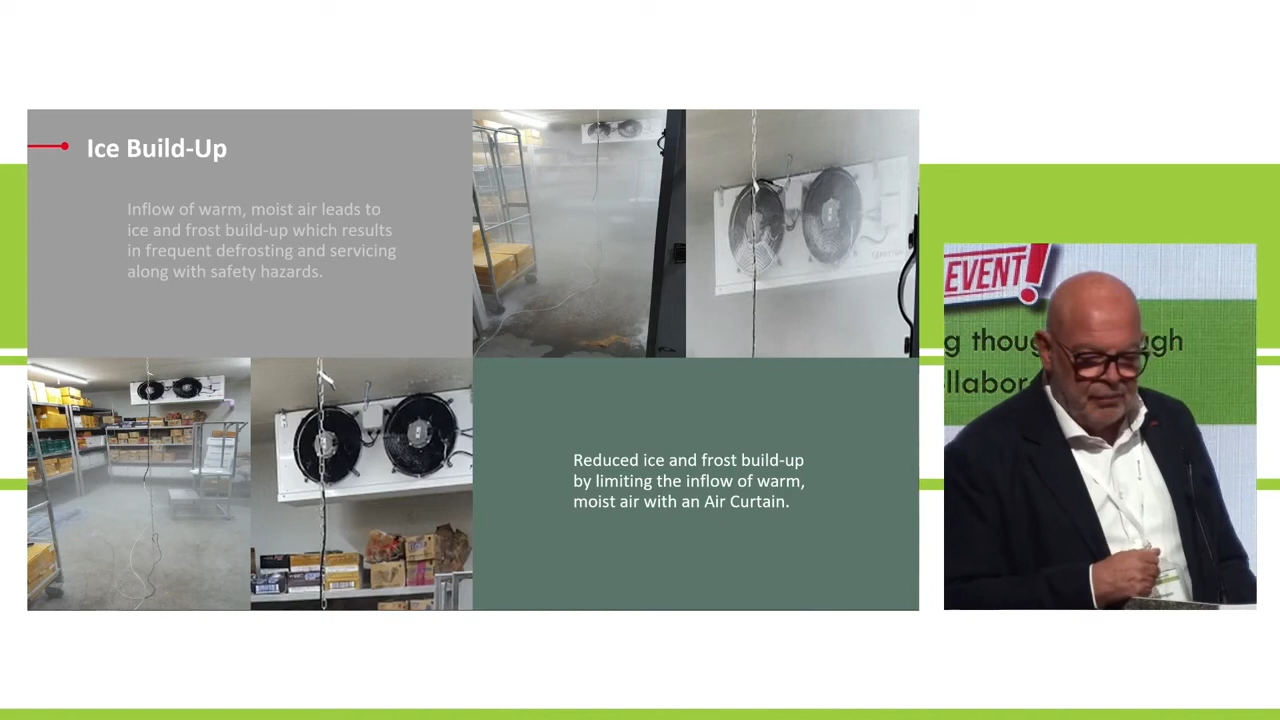 Ice Build-Up
Inflow of warm, moist air leads to
ice and frost build-up which results
in frequent defrosting and servicing
along with safety hazards.
Reduced ice and frost build-up
by limiting the inflow of warm,
moist air with an Air Curtain.
EVENT!